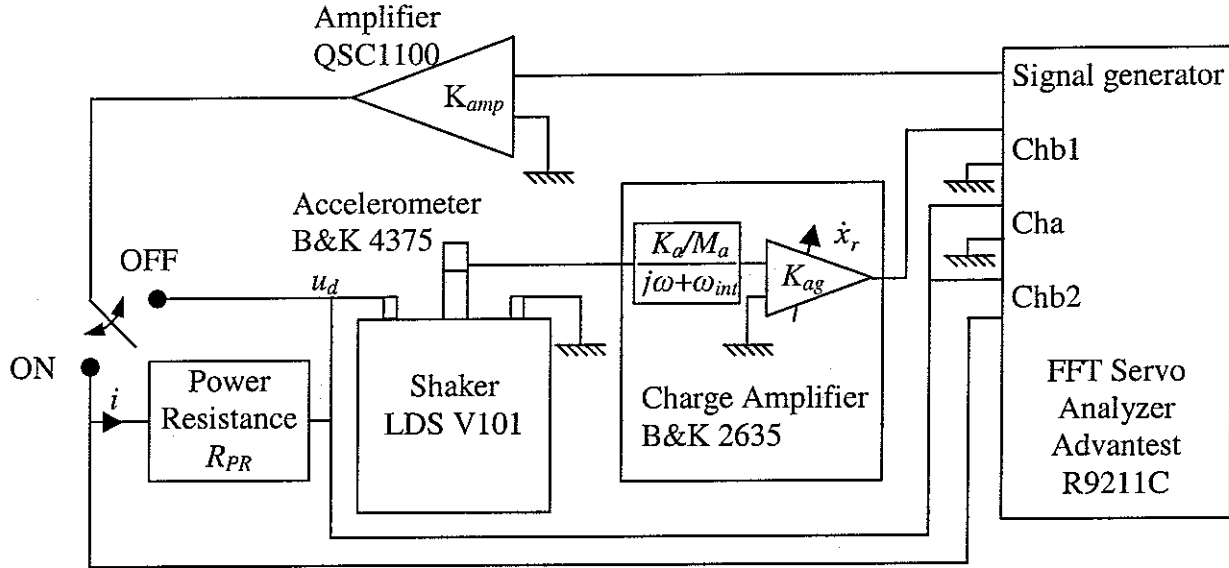 Amplifier
QSC1100
K_amp
Signal generator
Chb1
Cha
Chb2
FFT Servo
Analyzer
Advantest
R9211C
Accelerometer
B&K 4375
K_a/M_a
jω+ω_int
ẋ_r
K_ag
Charge Amplifier
B&K 2635
OFF
u_d
ON
i
Power
Resistance
R_PR
Shaker
LDS V101